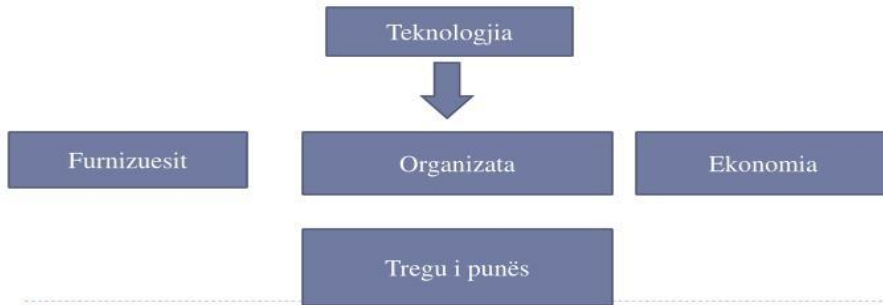 Teknologjia
Furnizuesit
Organizata
Ekonomia
Tregu i punës